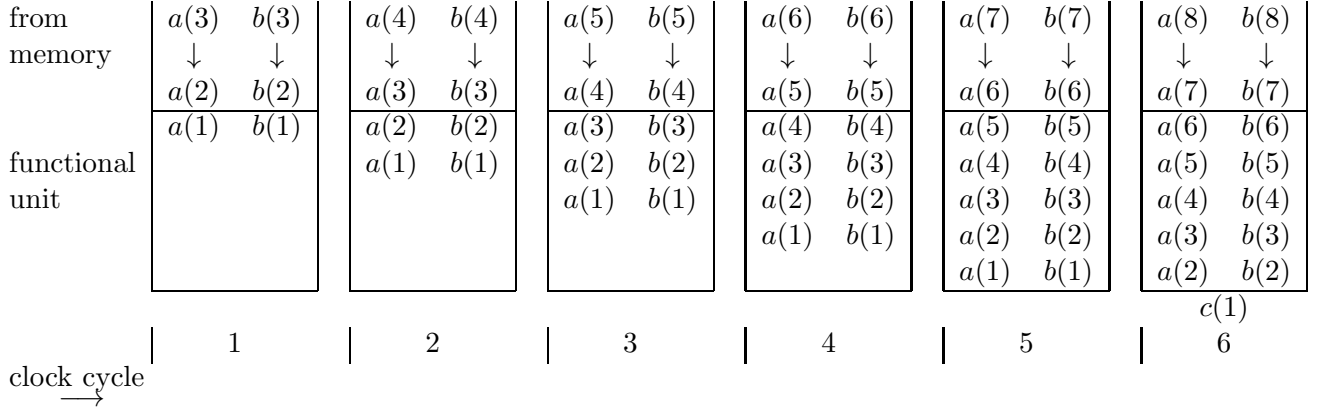 from a(3) b(3) a(4) b(4) a(5) b(5) a(6) b(6) a(7) b(7) a(8) b(8)
memory ↓ ↓ ↓ ↓ ↓ ↓ ↓ ↓ ↓ ↓ ↓ ↓
a(2) b(2) a(3) b(3) a(4) b(4) a(5) b(5) a(6) b(6) a(7) b(7)
a(1) b(1) a(2) b(2) a(3) b(3) a(4) b(4) a(5) b(5) a(6) b(6)
functional a(1) b(1) a(2) b(2) a(3) b(3) a(4) b(4) a(5) b(5)
unit a(1) b(1) a(2) b(2) a(3) b(3) a(4) b(4)
a(1) b(1) a(2) b(2) a(3) b(3)
a(1) b(1) a(2) b(2)
c(1)
1 2 3 4 5 6
clock cycle
→